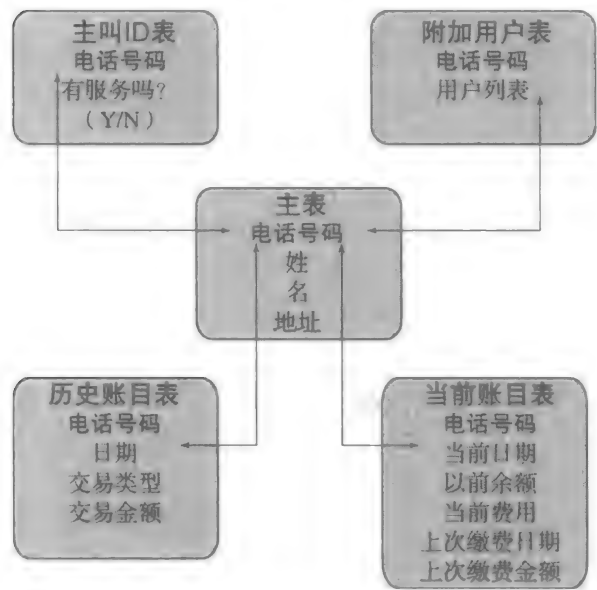 主叫ID表
电话号码
有服务吗?
（Y/N）
附加用户表
电话号码
用户列表
主表
电话号码
姓
名
地址
历史账目表
电话号码
日期
交易类型
交易金额
当前账目表
电话号码
当前日期
以前余额
当前费用
上次缴费日期
上次缴费金额